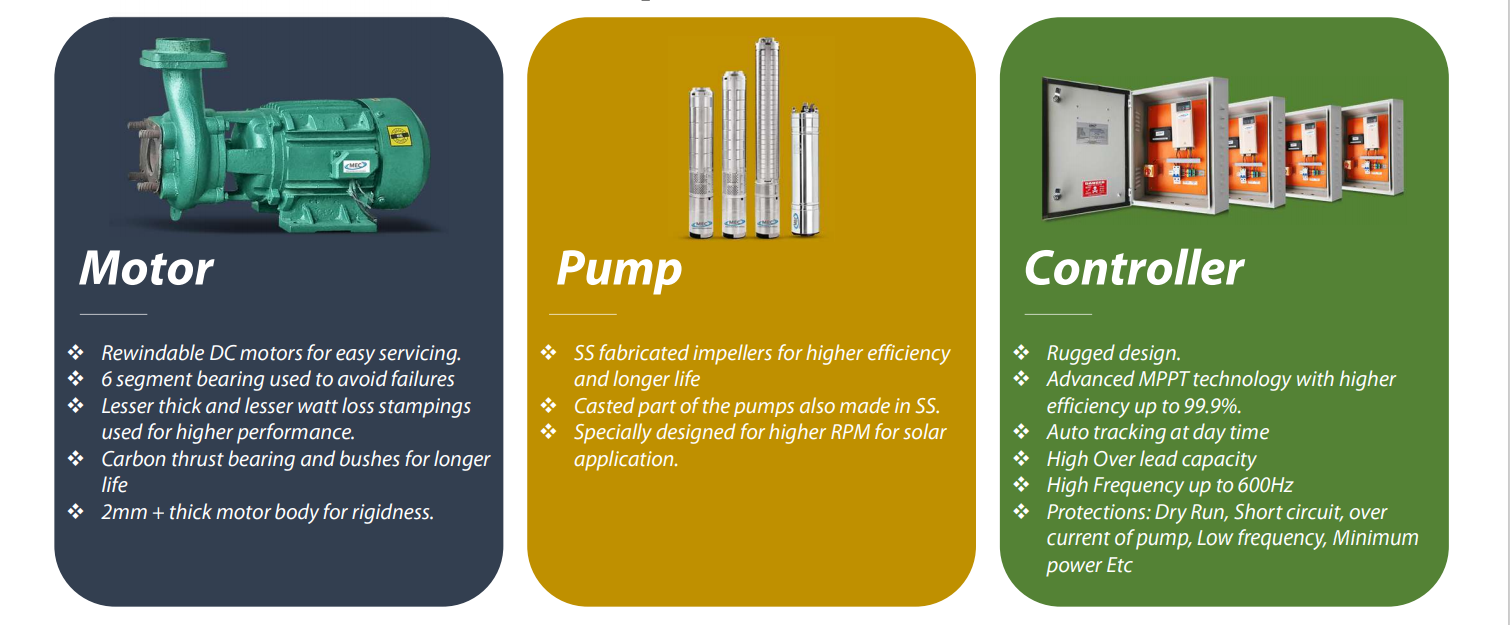 Motor
❖ Rewindable DC motors for easy servicing.
❖ 6 segment bearing used to avoid failures
❖ Lesser thick and lesser watt loss stampings
used for higher performance.
❖ Carbon thrust bearing and bushes for longer
life
❖ 2mm + thick motor body for rigidness.
Pump
❖ SS fabricated impellers for higher efficiency
and longer life
❖ Casted part of the pumps also made in SS.
❖ Specially designed for higher RPM for solar
application.
Controller
❖ Rugged design.
❖ Advanced MPPT technology with higher
efficiency up to 99.9%.
❖ Auto tracking at day time
❖ High Over lead capacity
❖ High Frequency up to 600Hz
❖ Protections: Dry Run, Short circuit, over
current of pump, Low frequency, Minimum
power Etc
MEC
MEC
MEC
MEC
DANGER